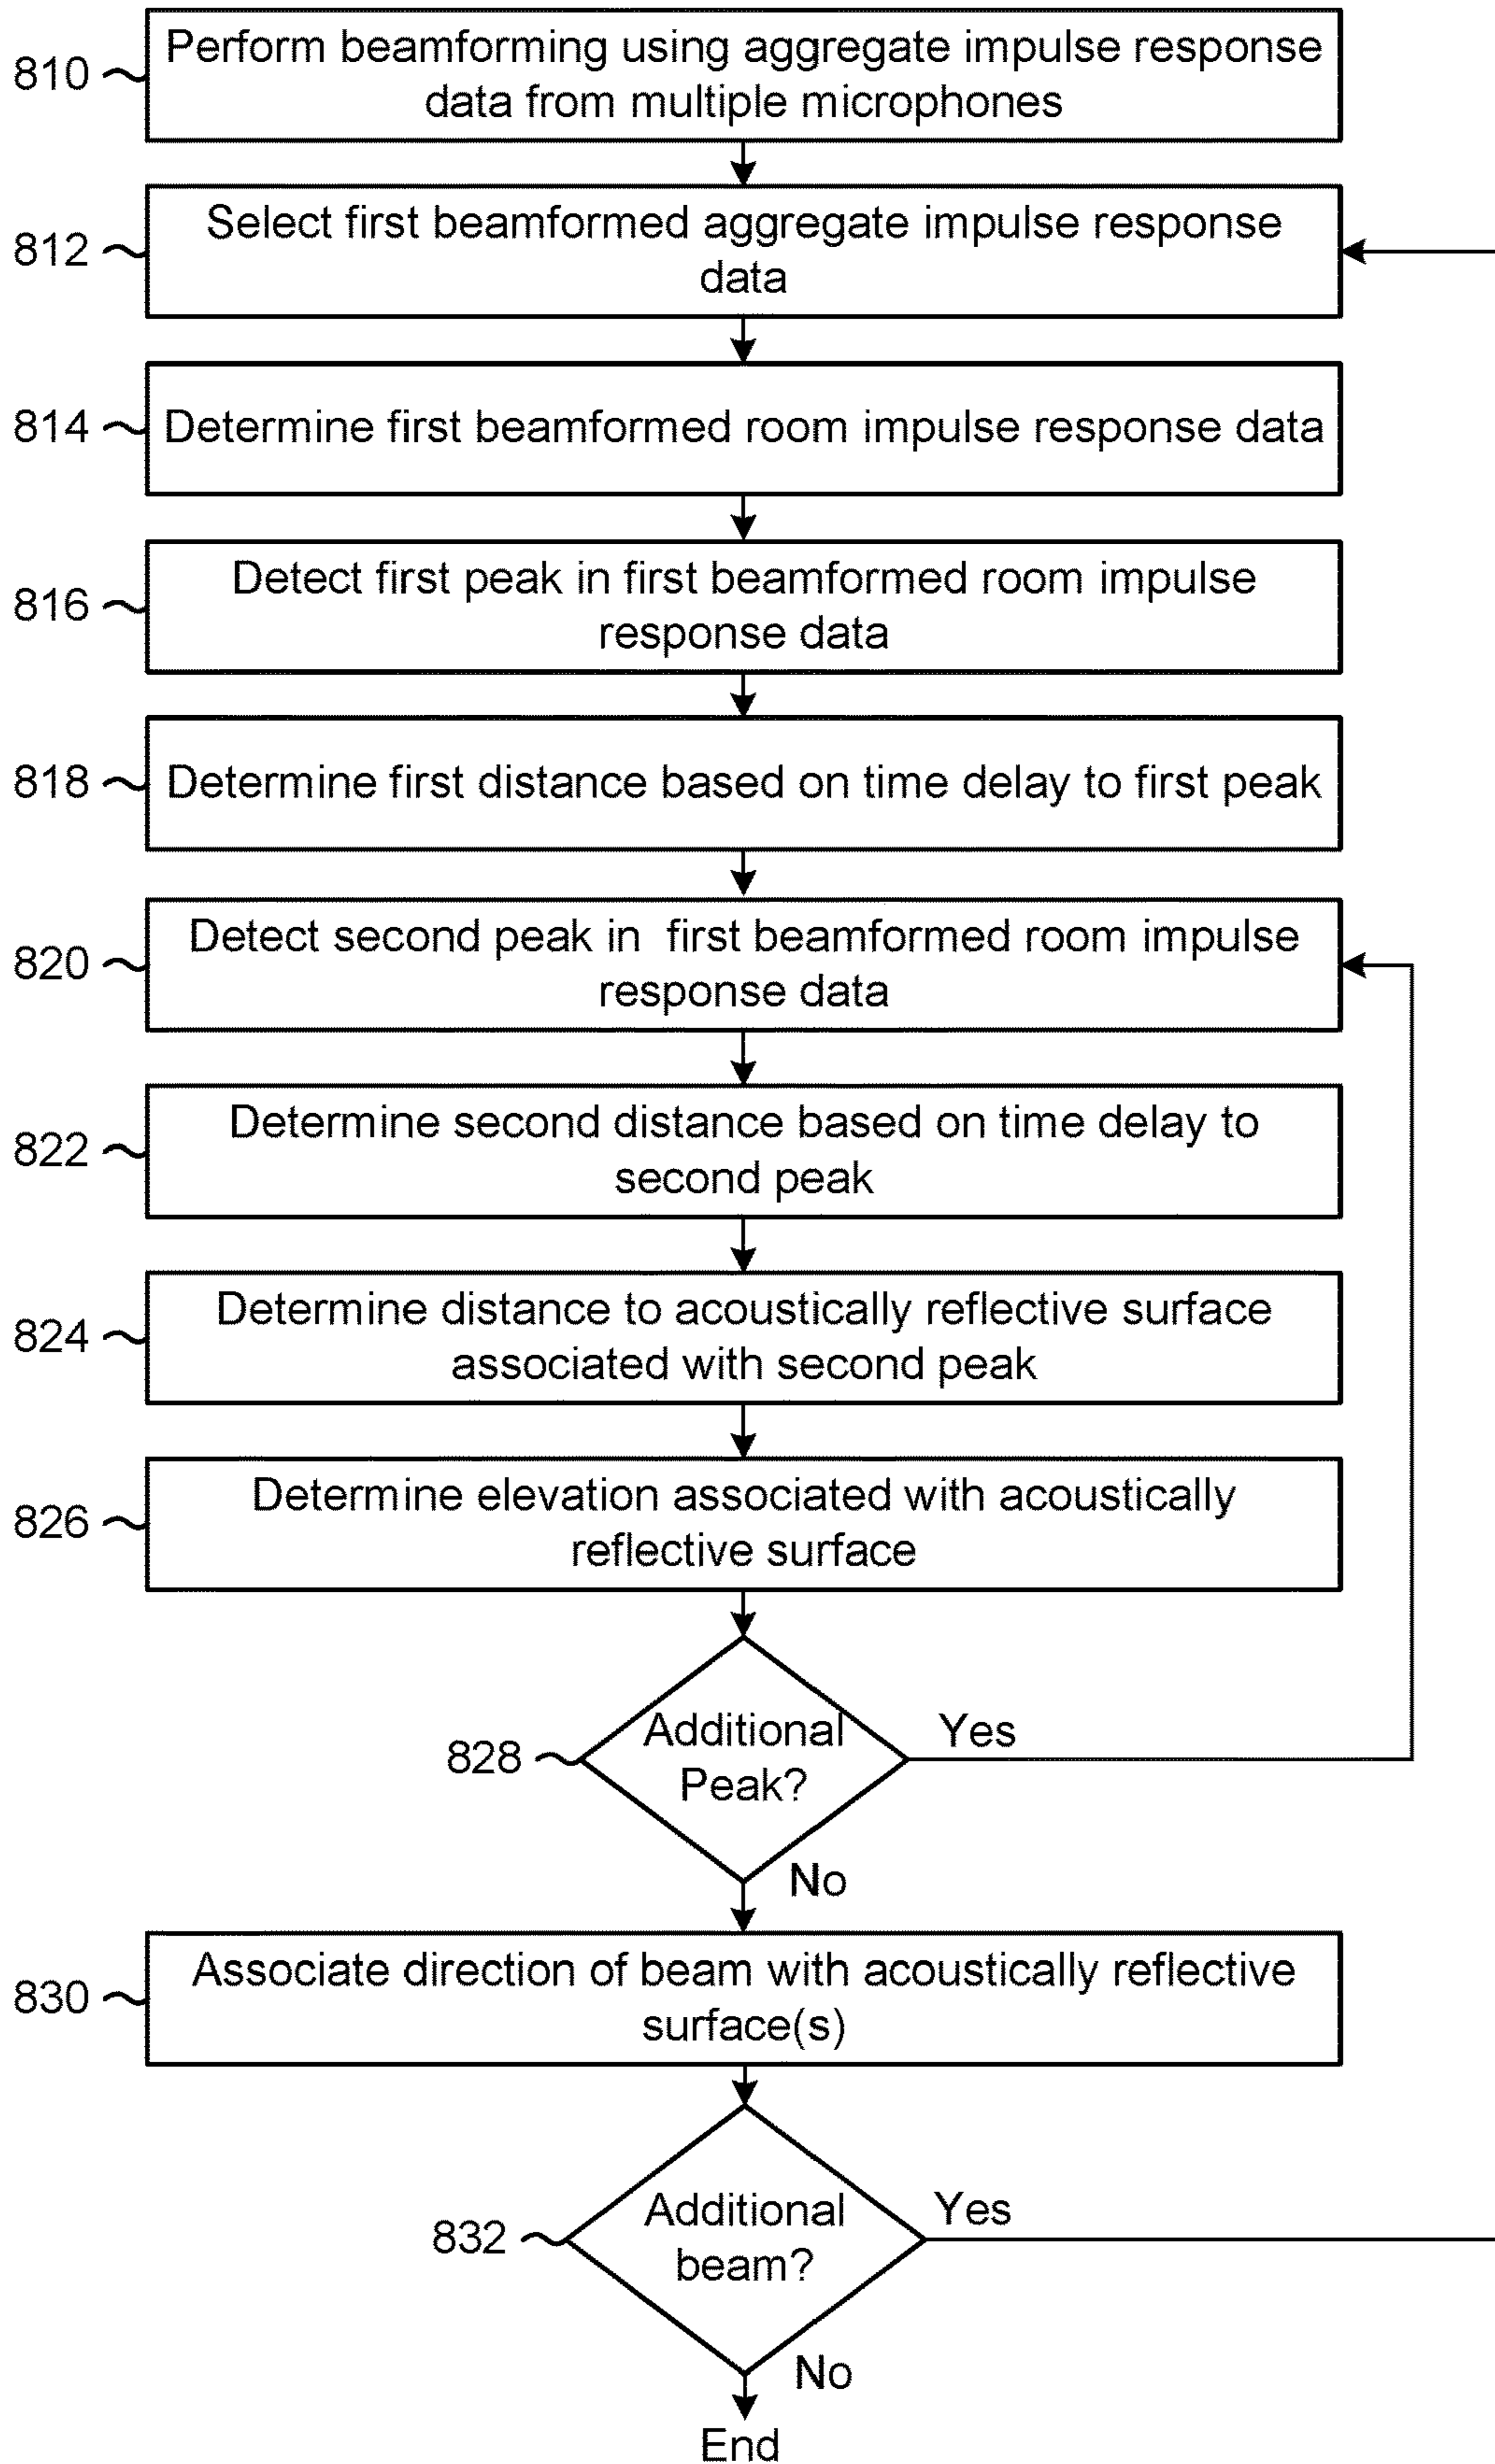 810 Perform beamforming using aggregate impulse response
data from multiple microphones
812 Select first beamformed aggregate impulse response
data
814 Determine first beamformed room impulse response data
816 Detect first peak in first beamformed room impulse
response data
818 Determine first distance based on time delay to first peak
820 Detect second peak in first beamformed room impulse
response data
822 Determine second distance based on time delay to
second peak
824 Determine distance to acoustically reflective surface
associated with second peak
826 Determine elevation associated with acoustically
reflective surface
828 Additional Yes
Peak?
No
830 Associate direction of beam with acoustically reflective
surface(s)
832 Additional Yes
beam?
No
End